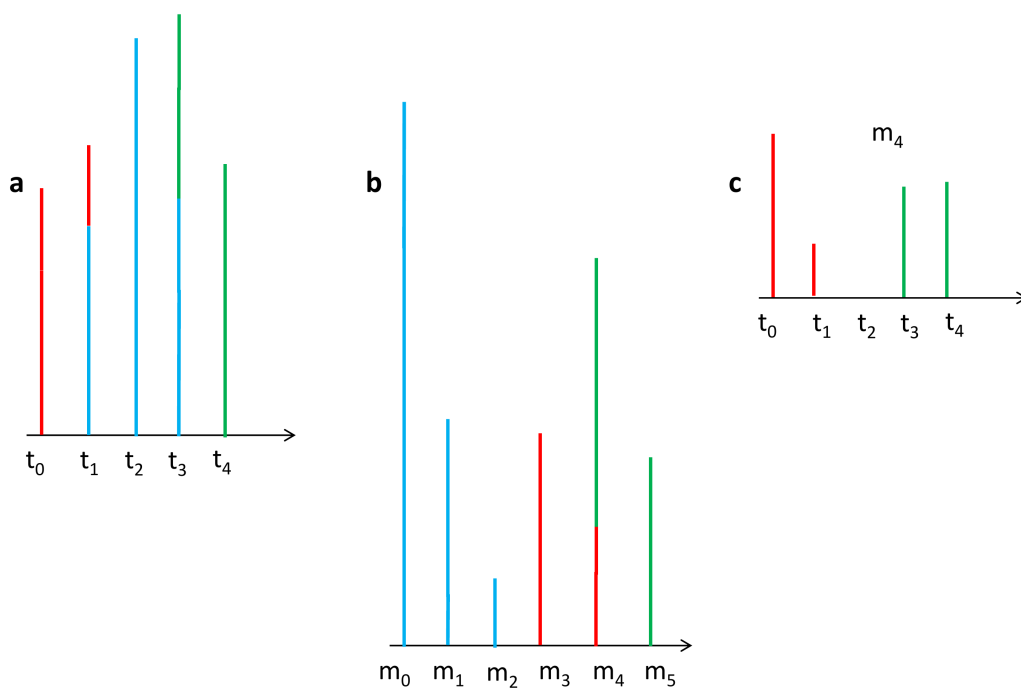 a
t₀ t₁ t₂ t₃ t₄
b
m₀ m₁ m₂ m₃ m₄ m₅
c
m₄
t₀ t₁ t₂ t₃ t₄